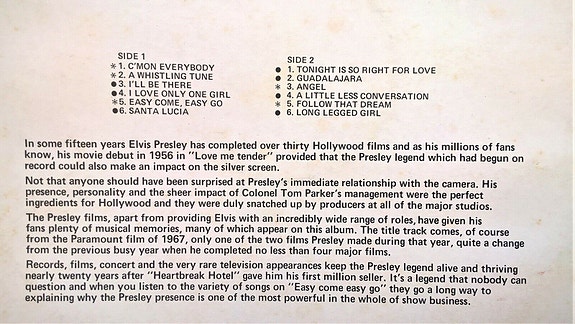 SIDE 1
* 1. C'MON EVERYBODY
* 2. A WHISTLING TUNE
● 3. I'LL BE THERE
● 4. I LOVE ONLY ONE GIRL
* 5. EASY COME, EASY GO
● 6. SANTA LUCIA
SIDE 2
● 1. TONIGHT IS SO RIGHT FOR LOVE
● 2. GUADALAJARA
* 3. ANGEL
● 4. A LITTLE LESS CONVERSATION
* 5. FOLLOW THAT DREAM
● 6. LONG LEGGED GIRL
In some fifteen years Elvis Presley has completed over thirty Hollywood films and as his millions of fans
know, his movie debut in 1956 in "Love me tender" provided that the Presley legend which had begun on
record could also make an impact on the silver screen.
Not that anyone should have been surprised at Presley's immediate relationship with the camera. His
presence, personality and the sheer impact of Colonel Tom Parker's management were the perfect
ingredients for Hollywood and they were duly snatched up by producers at all of the major studios.
The Presley films, apart from providing Elvis with an incredibly wide range of roles, have given his
fans plenty of musical memories, many of which appear on this album. The title track comes, of course
from the Paramount film of 1967, only one of the two films Presley made during that year, quite a change
from the previous busy year when he completed no less than four major films.
Records, films, concert and the very rare television appearances keep the Presley legend alive and thriving
nearly twenty years after "Heartbreak Hotel" gave him his first million seller. It's a legend that nobody can
question and when you listen to the variety of songs on "Easy come easy go" they go a long way to
explaining why the Presley presence is one of the most powerful in the whole of show business.